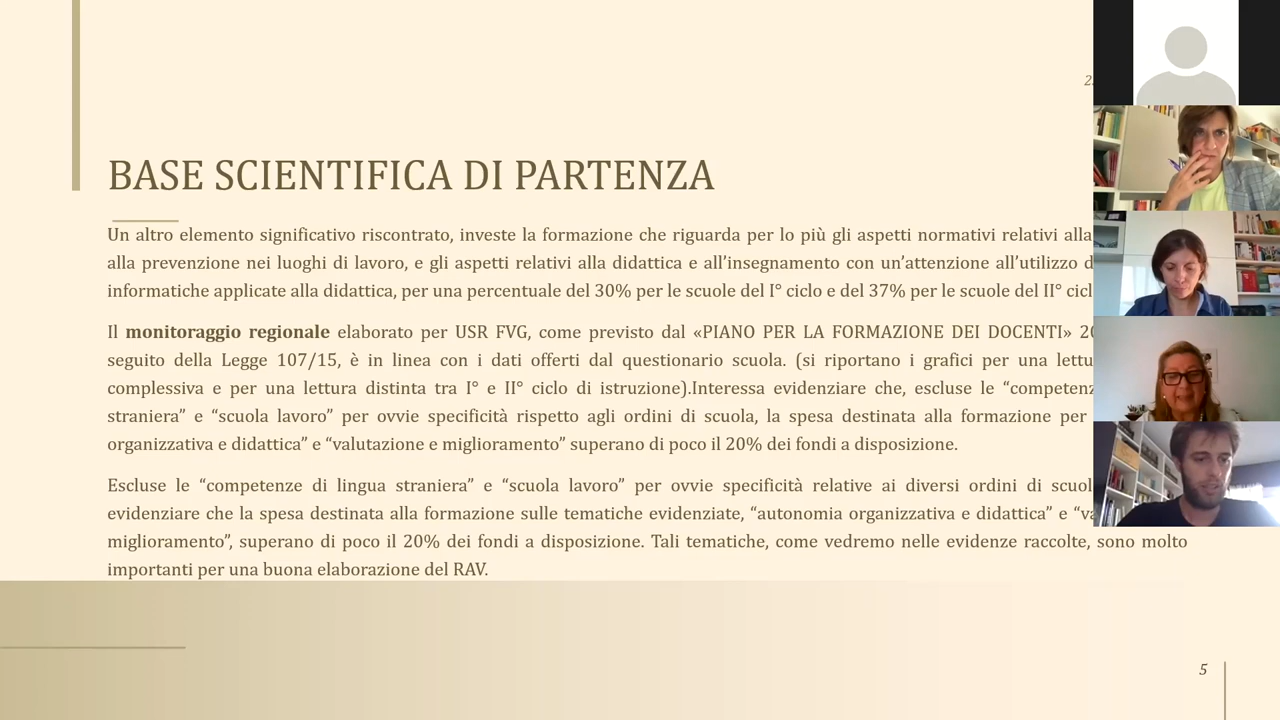 BASE SCIENTIFICA DI PARTENZA
Un altro elemento significativo riscontrato, investe la formazione che riguarda per lo più gli aspetti normativi relativi alla
alla prevenzione nei luoghi di lavoro, e gli aspetti relativi alla didattica e all’insegnamento con un’attenzione all’utilizzo
informatiche applicate alla didattica, per una percentuale del 30% per le scuole del I° ciclo e del 37% per le scuole del II°
Il monitoraggio regionale elaborato per USR FVG, come previsto dal «PIANO PER LA FORMAZIONE DEI DOCENTI»
seguito della Legge 107/15, è in linea con i dati offerti dal questionario scuola. (si riportano i grafici per una
complessiva e per una lettura distinta tra I° e II° ciclo di istruzione).Interessa evidenziare che, escluse le
straniera” e “scuola lavoro” per ovvie specificità rispetto agli ordini di scuola, la spesa destinata alla formazione per
organizzativa e didattica” e “valutazione e miglioramento” superano di poco il 20% dei fondi a disposizione.
Escluse le “competenze di lingua straniera” e “scuola lavoro” per ovvie specificità relative ai diversi ordini di
evidenziare che la spesa destinata alle formazione sulle tematiche evidenziate, “autonomia organizzativa e didattica” e
miglioramento”, superano di poco il 20% dei fondi a disposizione. Tali tematiche, come vedremo nelle evidenze raccolte, sono molto
importanti per una buona elaborazione del RAV.
5